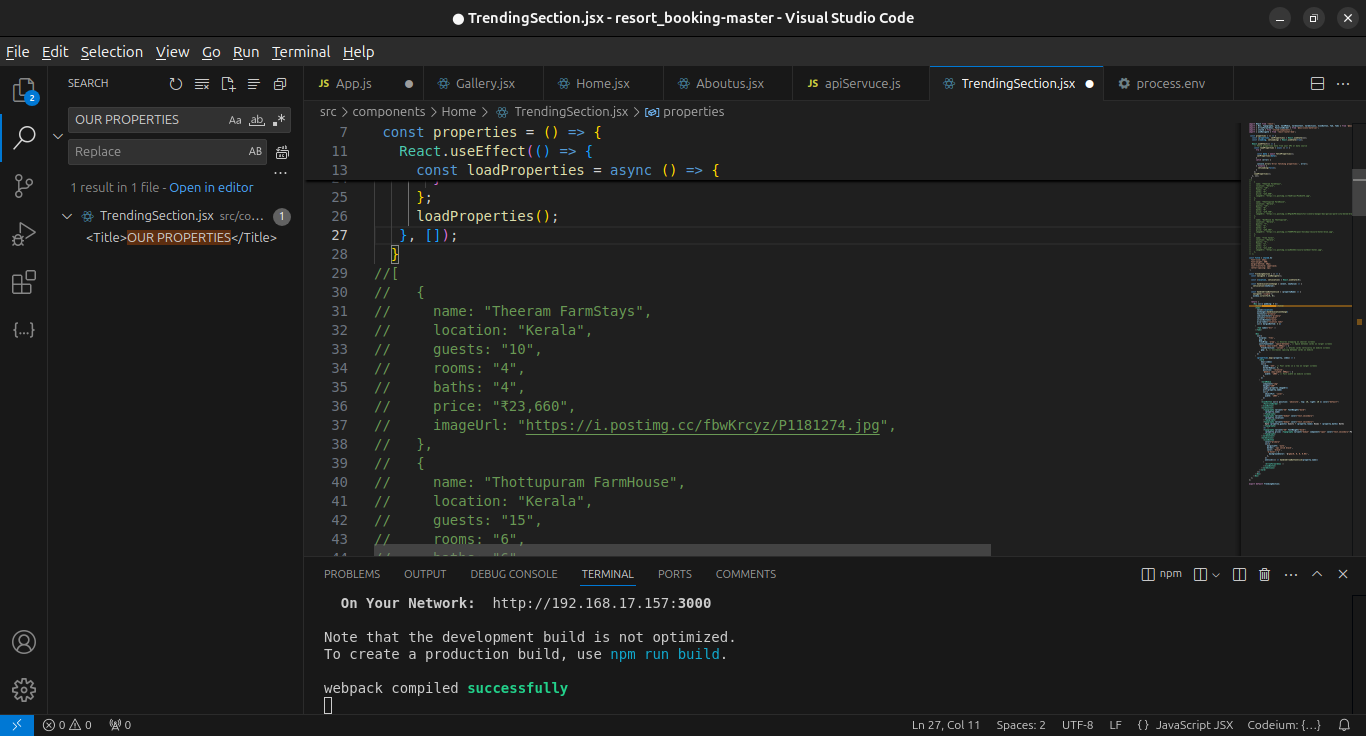 TrendingSection.jsx - resort_booking-master - Visual Studio Code
File Edit Selection View Go Run Terminal Help
2
SEARCH
OUR PROPERTIES Aa ab .*
Replace AB
1 result in 1 file - Open in editor
TrendingSection.jsx src/co... 1
<Title>OUR PROPERTIES</Title>
JS App.js
Gallery.jsx
Home.jsx
Aboutus.jsx
JS apiServuce.js
TrendingSection.jsx
process.env
src > components > Home > TrendingSection.jsx > properties
7 const properties = () => {
11 React.useEffect(() => {
13 const loadProperties = async () => {
25 };
26 loadProperties();
27 }, []);
28 }
29 //[
30 // {
31 // name: "Theeram FarmStays",
32 // location: "Kerala",
33 // guests: "10",
34 // rooms: "4",
35 // baths: "4",
36 // price: "₹23,660",
37 // imageUrl: "https://i.postimg.cc/fbwKrcyz/P1181274.jpg",
38 // },
39 // {
40 // name: "Thottupuram FarmHouse",
41 // location: "Kerala",
42 // guests: "15",
43 // rooms: "6",
44 // baths: "6"
PROBLEMS OUTPUT DEBUG CONSOLE TERMINAL PORTS COMMENTS
npm
On Your Network: http://192.168.17.157:3000
Note that the development build is not optimized.
To create a production build, use npm run build.
webpack compiled successfully
0 0 0
Ln 27, Col 11 Spaces: 2 UTF-8 LF { } JavaScript JSX Codeium: {...}